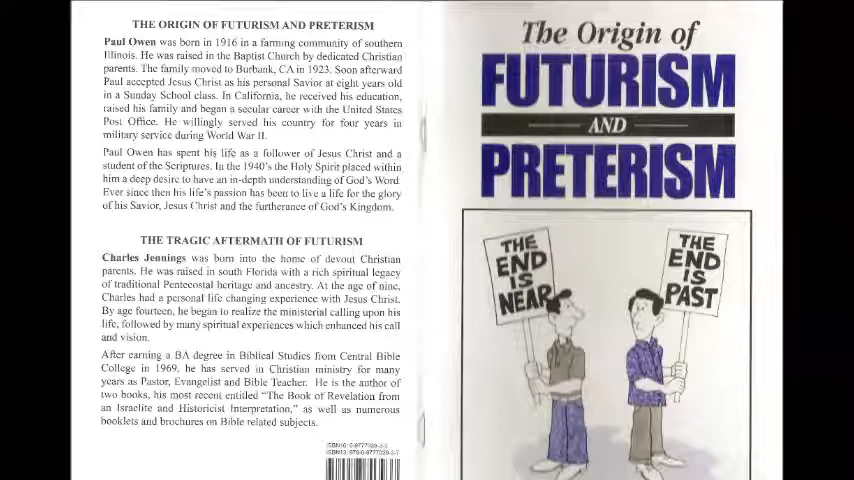 THE ORIGIN OF FUTURISM AND PRETERISM
Paul Owen was born in 1916 in a farming community of southern
Illinois. He was raised in the Baptist Church by dedicated Christian
parents. The family moved to Burbank, CA in 1923. Soon afterward
Paul accepted Jesus Christ as his personal Savior at eight years old
in a Sunday School class. In California, he received his education,
raised his family and began a secular career with the United States
Post Office. He willingly served his country for four years in
military service during World War II.
Paul Owen has spent his life as a follower of Jesus Christ and a
student of the Scriptures. In the 1940's the Holy Spirit placed within
him a deep desire to have an in-depth understanding of God's Word.
Ever since then his life's passion has been to live a life for the glory
of his Savior, Jesus Christ and the furtherance of God's Kingdom.
THE TRAGIC AFTERMATH OF FUTURISM
Charles Jennings was born into the home of devout Christian
parents. He was raised in south Florida with a rich spiritual legacy
of traditional Pentecostal heritage and ancestry. At the age of nine,
Charles had a personal life changing experience with Jesus Christ.
By age fourteen, he began to realize the ministerial calling upon his
life, followed by many spiritual experiences which enhanced his call
and vision.
After earning a BA degree in Biblical Studies from Central Bible
College in 1969, he has served in Christian ministry for many
years as Pastor, Evangelist and Bible Teacher. He is the author of
two books, his most recent entitled "The Book of Revelation from
an Israelite and Historicist Interpretation," as well as numerous
booklets and brochures on Bible related subjects.
The Origin of
FUTURISM
AND
PRETERISM
THE
END
IS
NEAR
THE
END
IS
PAST